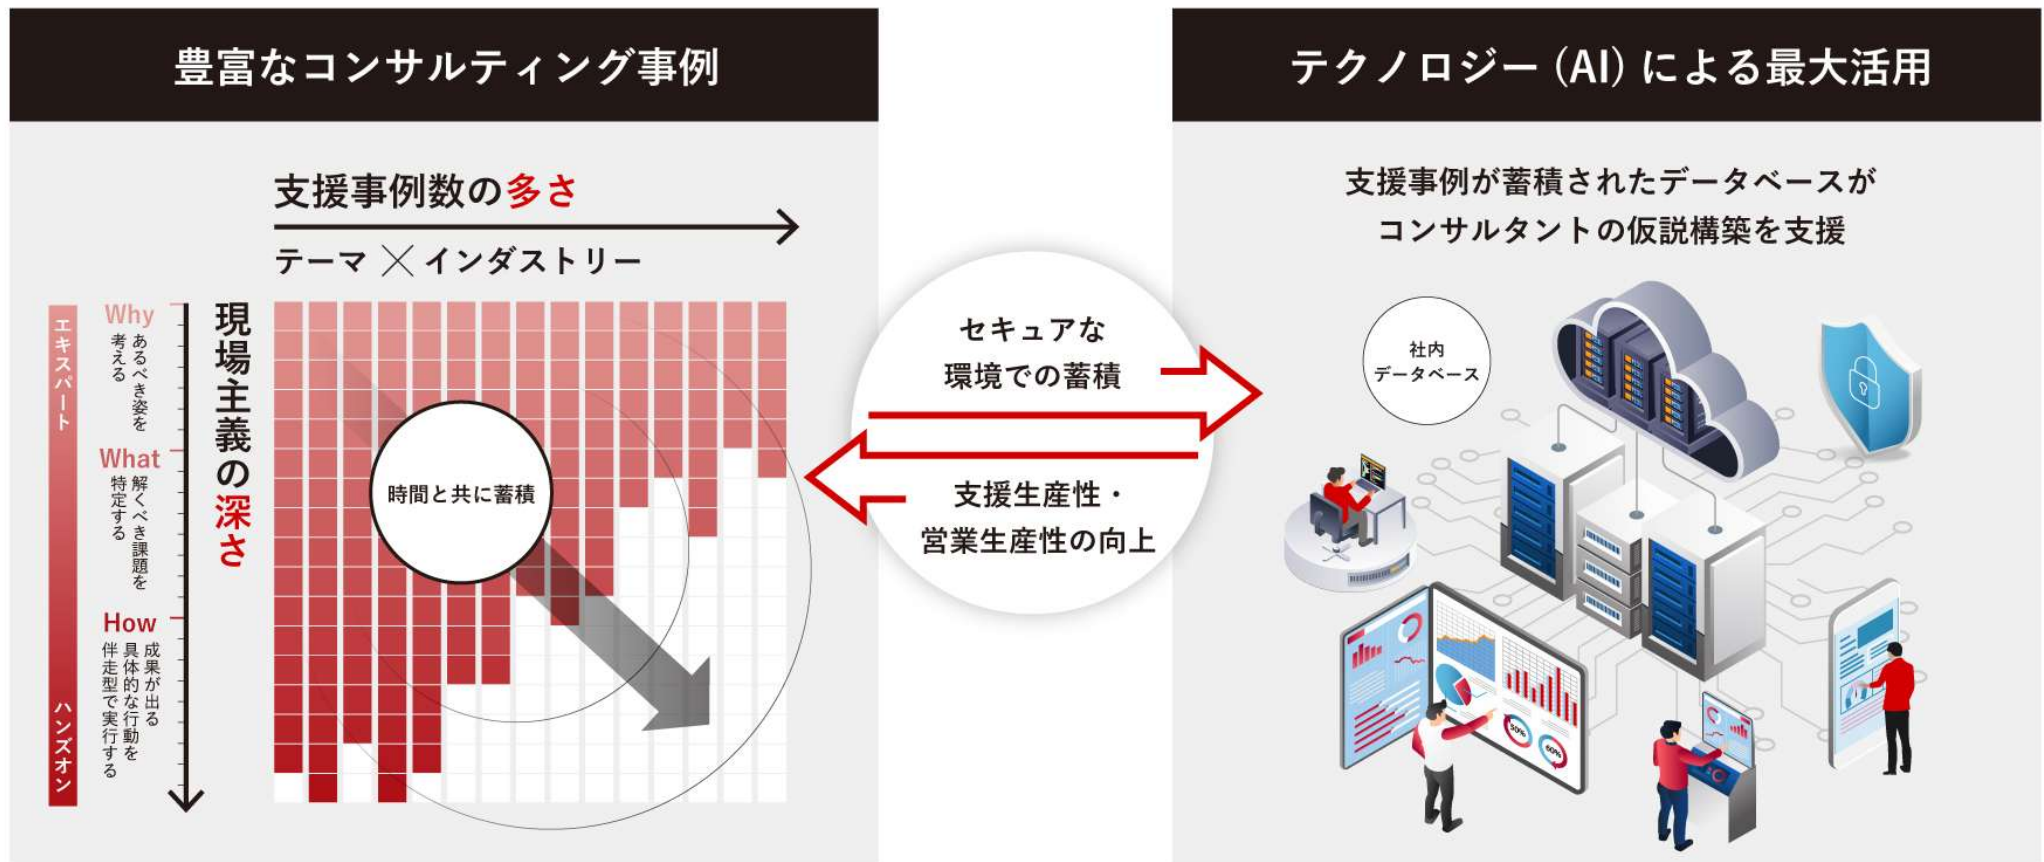 豊富なコンサルティング事例
支援事例数の多さ
テーマ×インダストリー
エキスパート
ハンズオン
Why
あるべき姿を
考える
What
解くべき課題を
特定する
How
成果が出る
具体的な行動を
伴走型で実行する
現場主義の深さ
時間と共に蓄積
セキュアな
環境での蓄積
支援生産性・
営業生産性の向上
テクノロジー(AI)による最大活用
支援事例が蓄積されたデータベースが
コンサルタントの仮説構築を支援
社内
データベース
50%
60%